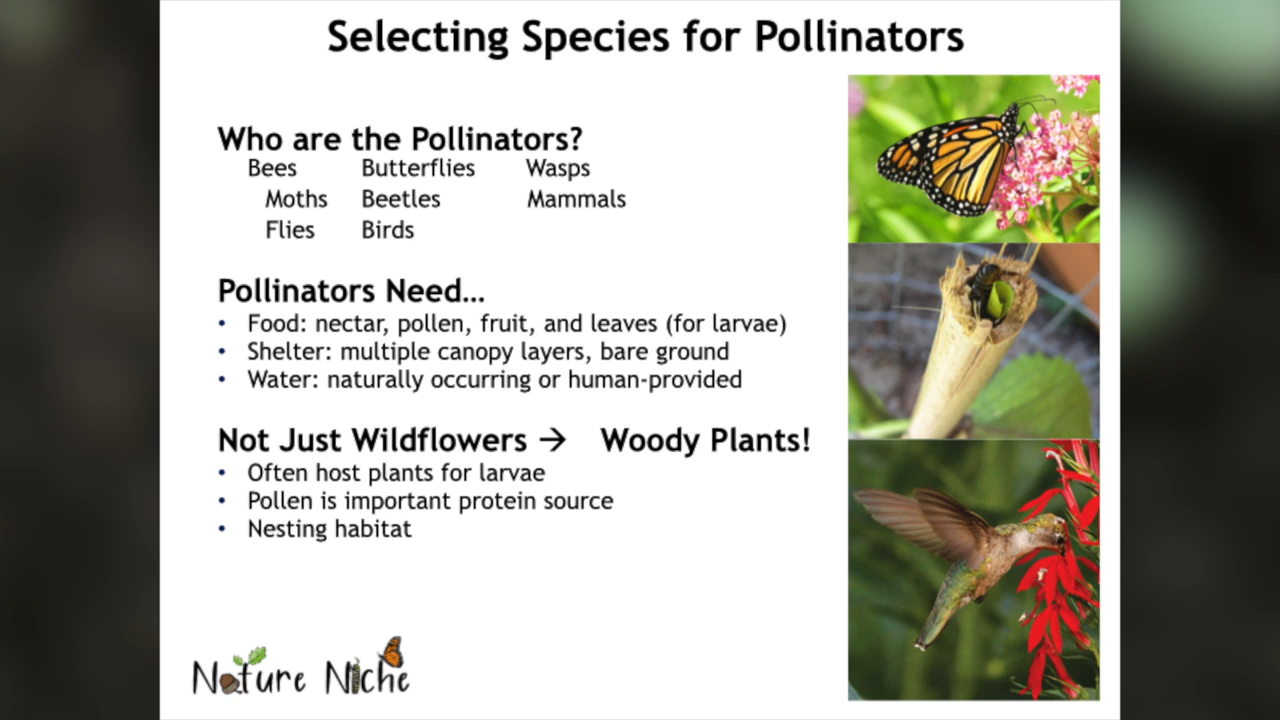 Selecting Species for Pollinators
Who are the Pollinators?
Bees Butterflies Wasps
Moths Beetles Mammals
Flies Birds
Pollinators Need…
• Food: nectar, pollen, fruit, and leaves (for larvae)
• Shelter: multiple canopy layers, bare ground
• Water: naturally occurring or human-provided
Not Just Wildflowers → Woody Plants!
• Often host plants for larvae
• Pollen is important protein source
• Nesting habitat
Nature Niche